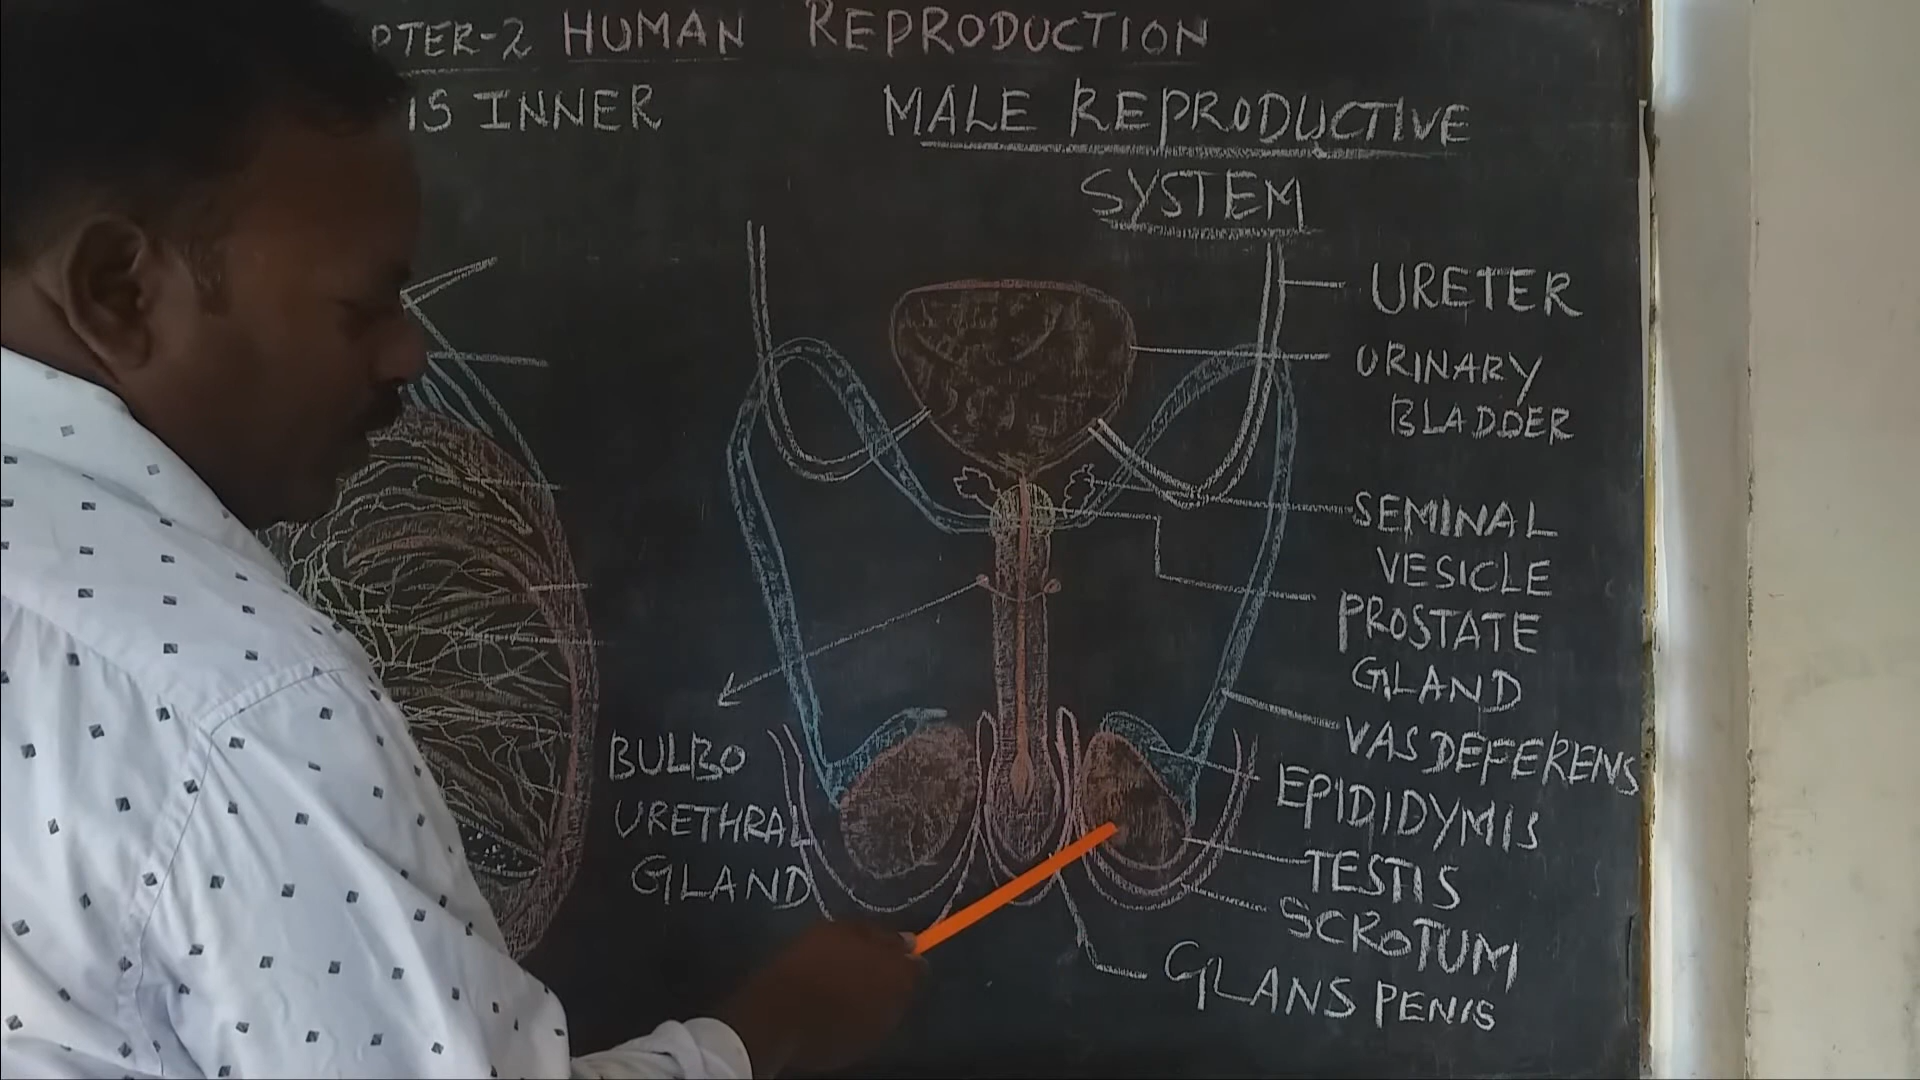 PTER-2 HUMAN REPRODUCTION
IS INNER
MALE REPRODUCTIVE
SYSTEM
URETER
URINARY
BLADDER
SEMINAL
VESICLE
PROSTATE
GLAND
VAS DEFERENS
EPIDIDYMIS
TESTIS
SCROTUM
GLANS PENIS
BULBO
URETHRAL
GLAND